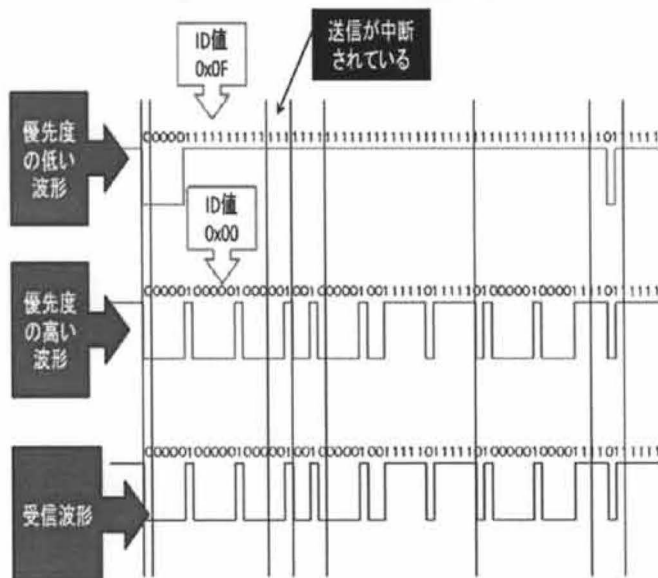 送信が中断
されている
ID値
0x0F
優先度
の低い
波形
ID値
0x00
優先度
の高い
波形
受信波形